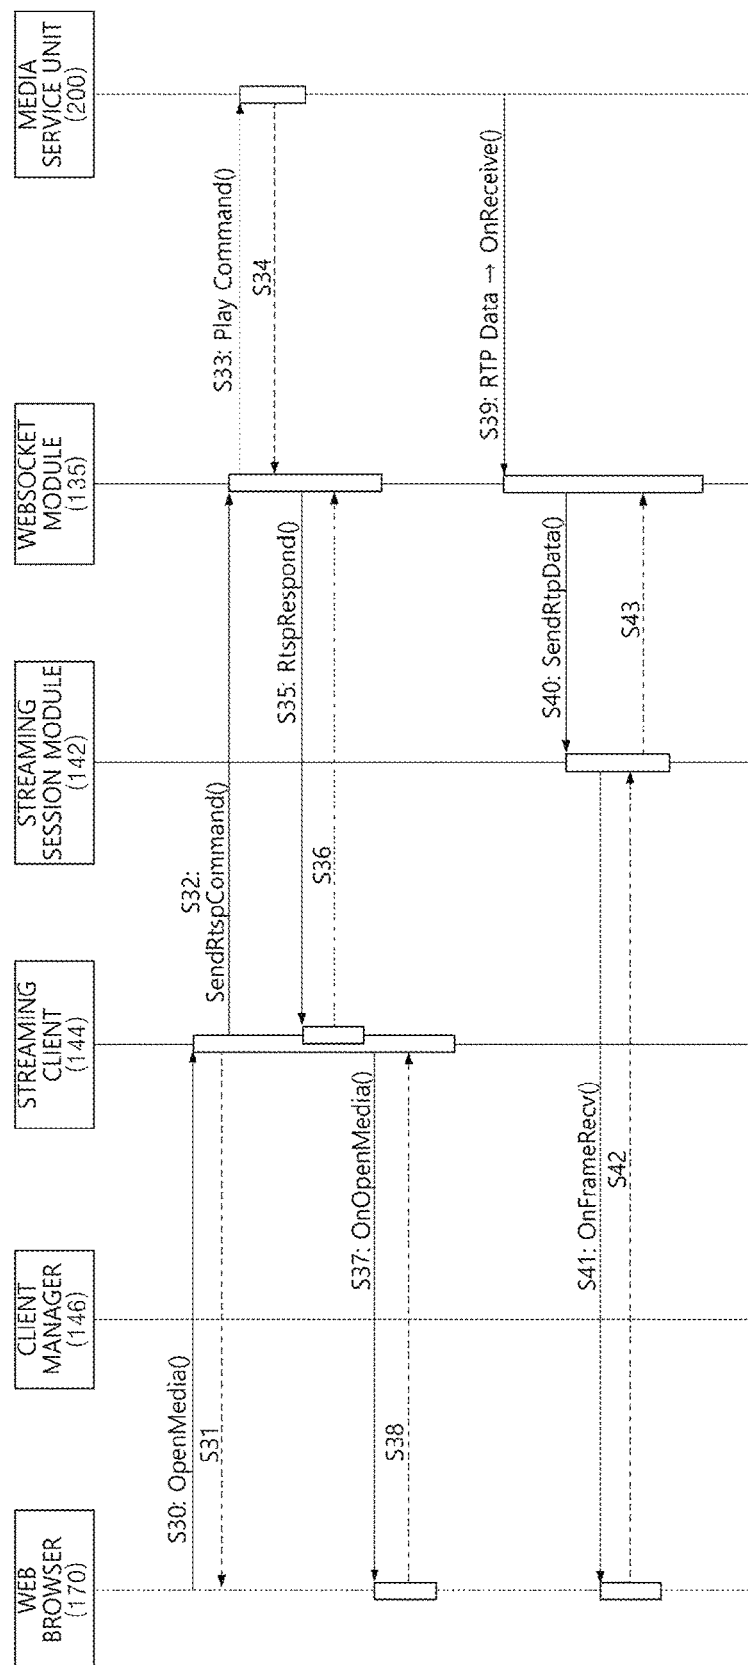 WEB
BROWSER
(170)
CLIENT
MANAGER
(146)
STREAMING
CLIENT
(144)
STREAMING
SESSION MODULE
(142)
WEBSOCKET
MODULE
(135)
MEDIA
SERVICE UNIT
(200)
S30: OpenMedia()
S31
S32:
SendRtspCommand()
S33: Play Command()
S34
S35: RtspRespond()
S36
S37: OnOpenMedia()
S38
S39: RTP Data → OnReceive()
S40: SendRtpData()
S41: OnFrameRecv()
S42
S43